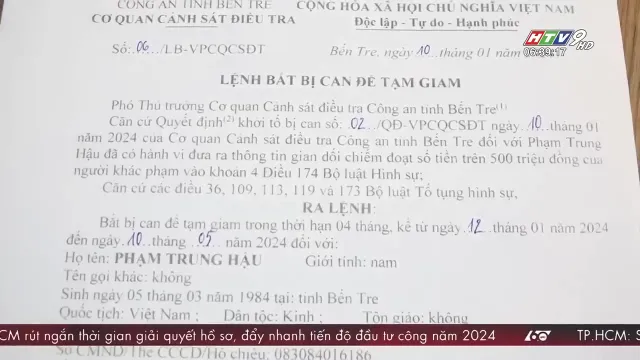 CÔNG AN TỈNH BẾN TRE
CƠ QUAN CẢNH SÁT ĐIỀU TRA
CỘNG HÒA XÃ HỘI CHỦ NGHĨA VIỆT NAM
Độc lập - Tự do - Hạnh phúc
HTV9 HD
06:39:17
Số: 06 /LB-VPCQCSĐT
Bến Tre, ngày 10 tháng 01 năm
LỆNH BẮT BỊ CAN ĐỂ TẠM GIAM
Phó Thủ trưởng Cơ quan Cảnh sát điều tra Công an tỉnh Bến Tre(1)
Căn cứ Quyết định(2) khởi tố bị can số: 02 /QĐ-VPCQCSĐT ngày 10 tháng 01
năm 2024 của Cơ quan Cảnh sát điều tra Công an tỉnh Bến Tre đối với Phạm Trung
Hậu đã có hành vi đưa ra thông tin gian dối chiếm đoạt số tiền trên 500 triệu đồng của
người khác phạm vào khoản 4 Điều 174 Bộ luật Hình sự;
Căn cứ các điều 36, 109, 113, 119 và 173 Bộ luật Tố tụng hình sự,
RA LỆNH:
Bắt bị can để tạm giam trong thời hạn 04 tháng, kể từ ngày 12 tháng 01 năm 2024
đến ngày 10 tháng 05 năm 2024 đối với:
Họ tên: PHẠM TRUNG HẬU Giới tính: nam
Tên gọi khác: không
Sinh ngày 05 tháng 03 năm 1984 tại: tỉnh Bến Tre
Quốc tịch: Việt Nam ; Dân tộc: Kinh ; Tôn giáo: không
CM rút ngắn thời gian giải quyết hồ sơ, đẩy nhanh tiến độ đầu tư công năm 2024 60 TP.HCM: S
Số CMND/Thẻ CCCD/Hộ chiếu: 083084016186